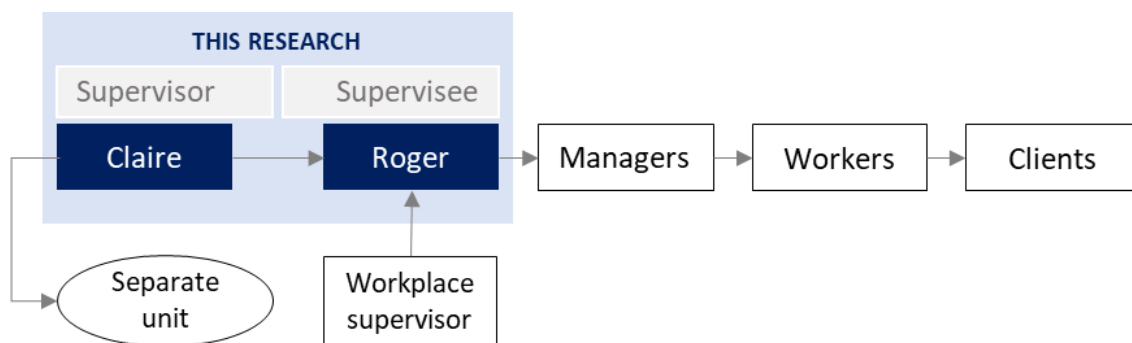 THIS RESEARCH
Supervisor
Supervisee
Claire
Roger
Managers
Workers
Clients
Separate
unit
Workplace
supervisor